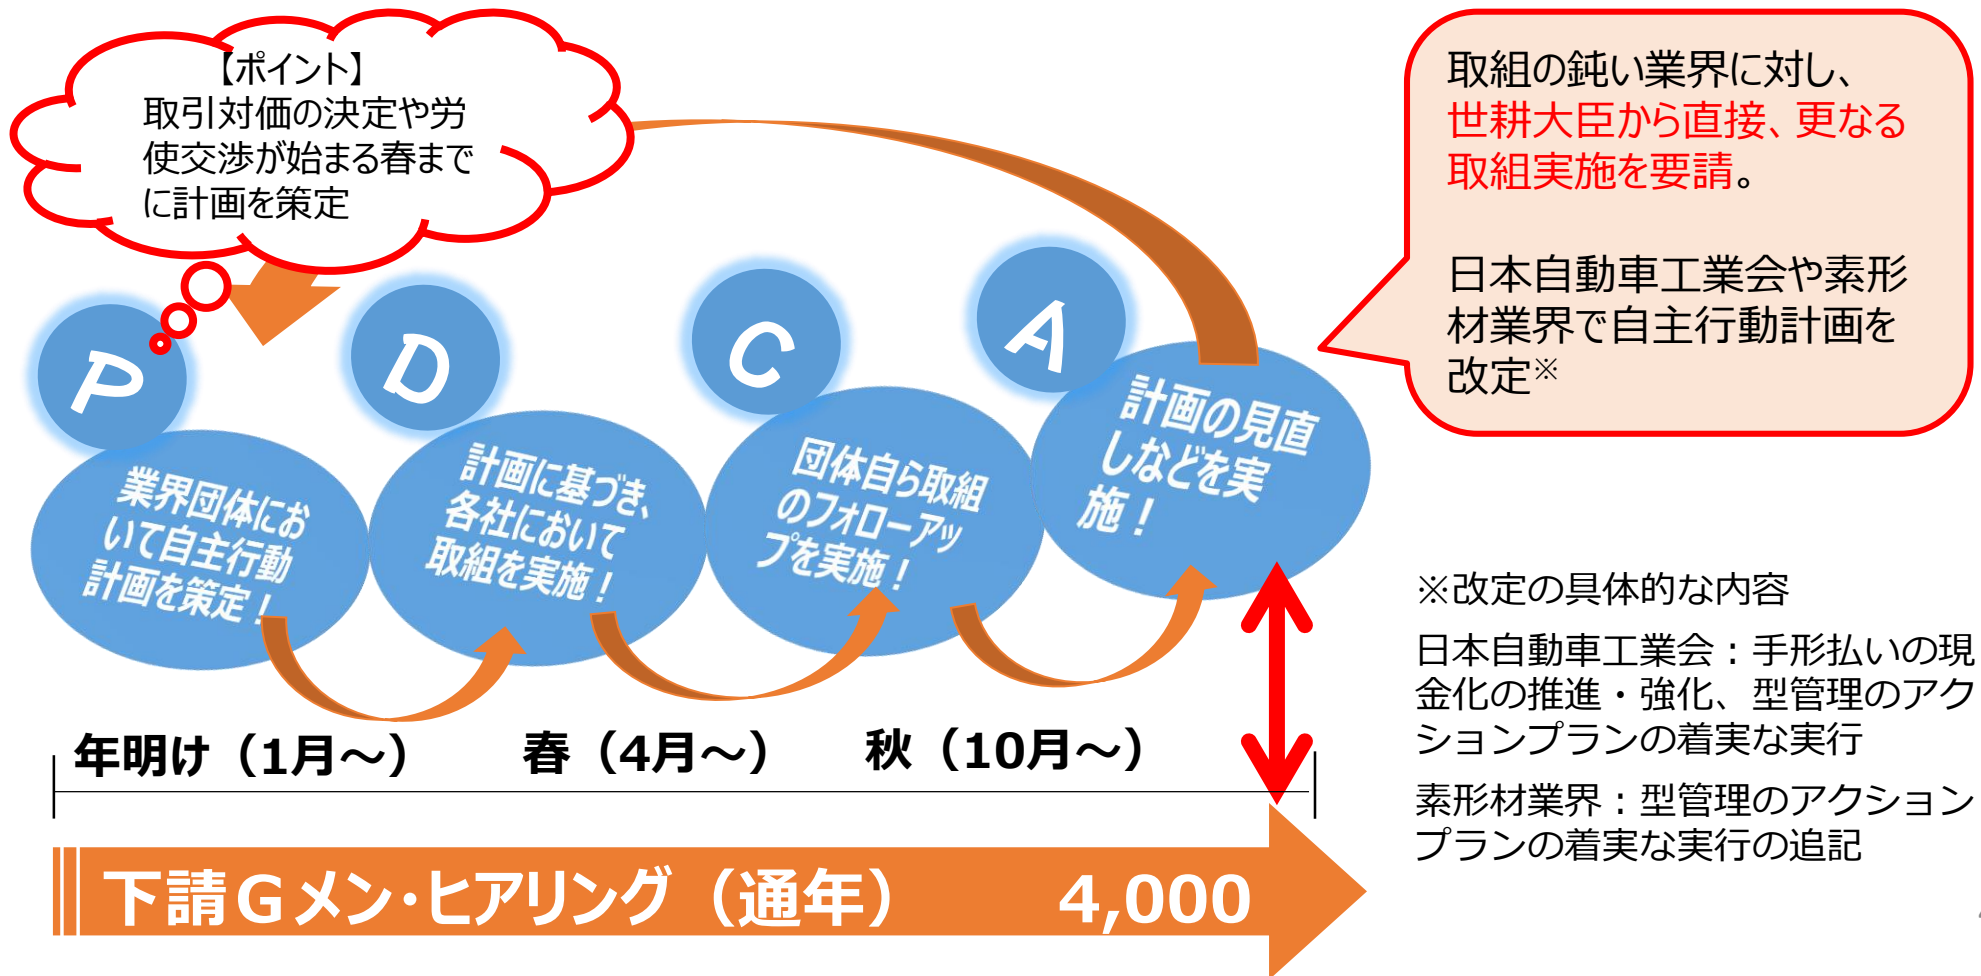 【ポイント】
取引対価の決定や労
使交渉が始まる春まで
に計画を策定
取組の鈍い業界に対し、
世耕大臣から直接、更なる
取組実施を要請。
日本自動車工業会や素形
材業界で自主行動計画を
改定※
P
業界団体にお
いて自主行動
計画を策定！
D
計画に基づき、
各社において
取組を実施！
C
団体自ら取組
のフォローアッ
プを実施！
A
計画の見直
しなどを実
施！
年明け（1月～）
春（4月～）
秋（10月～）
下請Gメン・ヒアリング（通年）　4,000
※改定の具体的な内容
日本自動車工業会：手形払いの現
金化の推進・強化、型管理のアク
ションプランの着実な実行
素形材業界：型管理のアクション
プランの着実な実行の追記